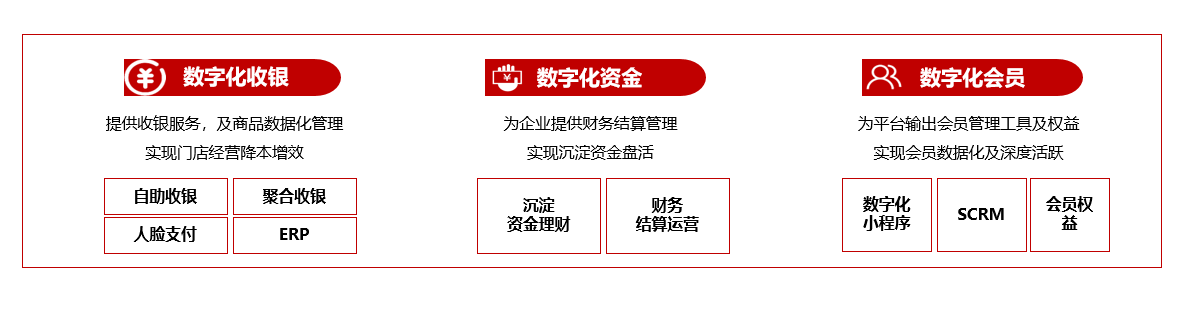 数字化收银
提供收银服务，及商品数据化管理
实现门店经营降本增效
自助收银
聚合收银
人脸支付
ERP
数字化资金
为企业提供财务结算管理
实现沉淀资金盘活
沉淀
资金理财
财务
结算运营
数字化会员
为平台输出会员管理工具及权益
实现会员数据化及深度活跃
数字化
小程序
SCRM
会员权
益